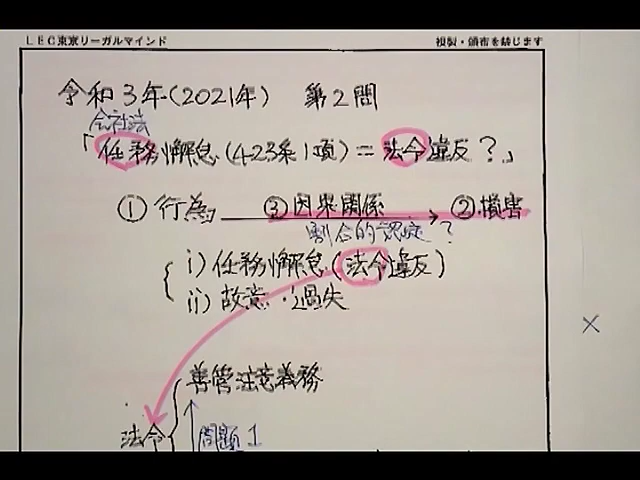 LEC東京リーガルマインド 複製・頒布を禁じます
令和3年(2021年) 第2問
会社法
「任務懈怠(423条1項)=法令違反?」
①行為 ③因果関係 ②損害
割合的認定?
i)任務懈怠(法令違反)
ii)故意・過失
善管注意義務
法令 問題1